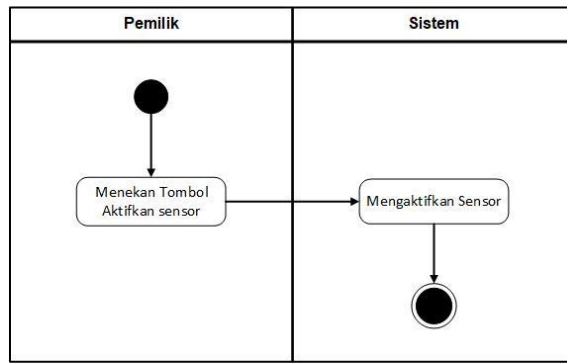 Pemilik
Sistem
Menekan Tombol
Aktifkan sensor
Mengaktifkan Sensor